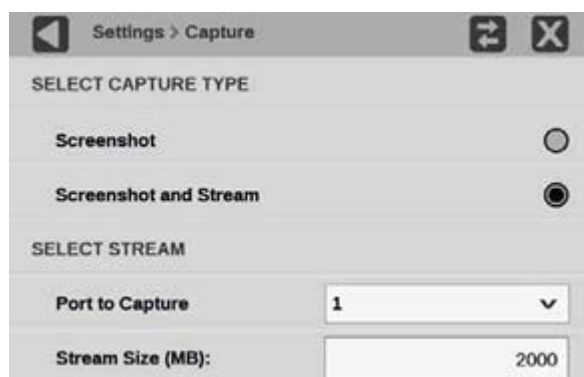 Settings > Capture
SELECT CAPTURE TYPE
Screenshot
Screenshot and Stream
SELECT STREAM
Port to Capture 1
Stream Size (MB): 2000